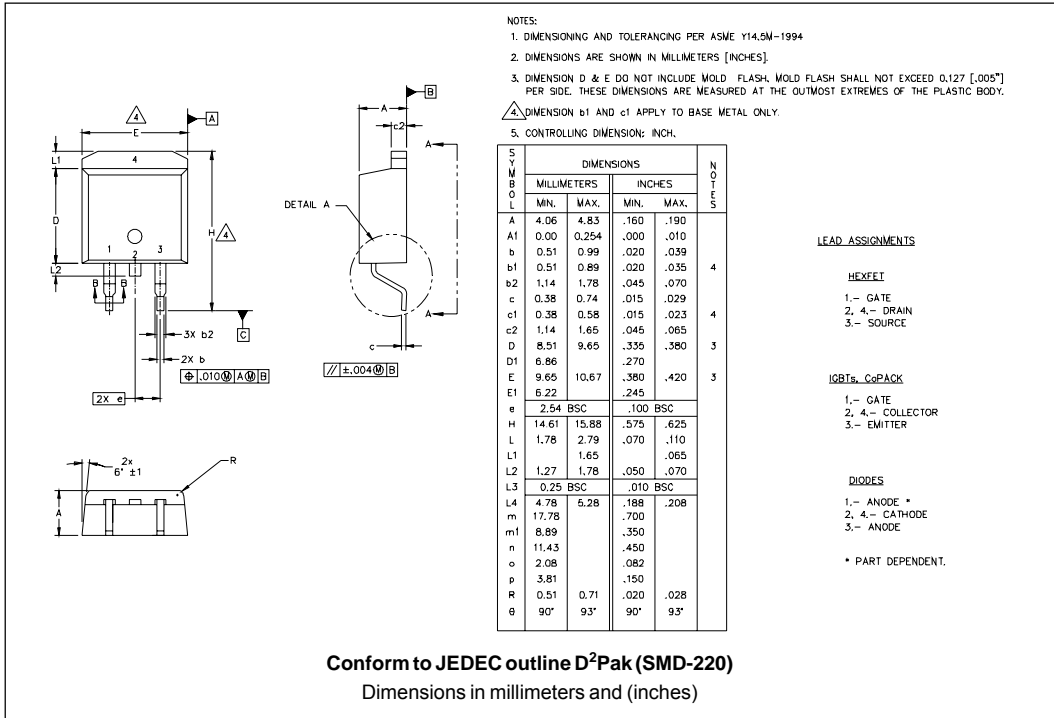 NOTES:
1. DIMENSIONING AND TOLERANCING PER ASME Y14.5M-1994
2. DIMENSIONS ARE SHOWN IN MILLIMETERS [INCHES].
3. DIMENSION D & E DO NOT INCLUDE MOLD FLASH. MOLD FLASH SHALL NOT EXCEED 0.127 [.005"]
PER SIDE. THESE DIMENSIONS ARE MEASURED AT THE OUTMOST EXTREMES OF THE PLASTIC BODY.
4. DIMENSION b1 AND c1 APPLY TO BASE METAL ONLY.
5. CONTROLLING DIMENSION: INCH.
4
E
A
L1
4
D
H 4
1 2 3
L2
B B
C
3X b2
2X b
⌖ .010Ⓜ AⓂ B
2X e
A
B
c2
A
DETAIL A
A
c
// ±.004Ⓜ B
2x
6° ±1
R
A
SYMBOL DIMENSIONS NOTES
MILLIMETERS INCHES
MIN. MAX. MIN. MAX.
A 4.06 4.83 .160 .190
A1 0.00 0.254 .000 .010
b 0.51 0.99 .020 .039
b1 0.51 0.89 .020 .035 4
b2 1.14 1.78 .045 .070
c 0.38 0.74 .015 .029
c1 0.38 0.58 .015 .023 4
c2 1.14 1.65 .045 .065
D 8.51 9.65 .335 .380 3
D1 6.86 .270
E 9.65 10.67 .380 .420 3
E1 6.22 .245
e 2.54 BSC .100 BSC
H 14.61 15.88 .575 .625
L 1.78 2.79 .070 .110
L1 1.65 .065
L2 1.27 1.78 .050 .070
L3 0.25 BSC .010 BSC
L4 4.78 5.28 .188 .208
m 17.78 .700
m1 8.89 .350
n 11.43 .450
o 2.08 .082
p 3.81 .150
R 0.51 0.71 .020 .028
θ 90° 93° 90° 93°
LEAD ASSIGNMENTS
HEXFET
1.- GATE
2, 4.- DRAIN
3.- SOURCE
IGBTs, CoPACK
1.- GATE
2, 4.- COLLECTOR
3.- EMITTER
DIODES
1.- ANODE *
2, 4.- CATHODE
3.- ANODE
* PART DEPENDENT.
Conform to JEDEC outline D²Pak (SMD-220)
Dimensions in millimeters and (inches)